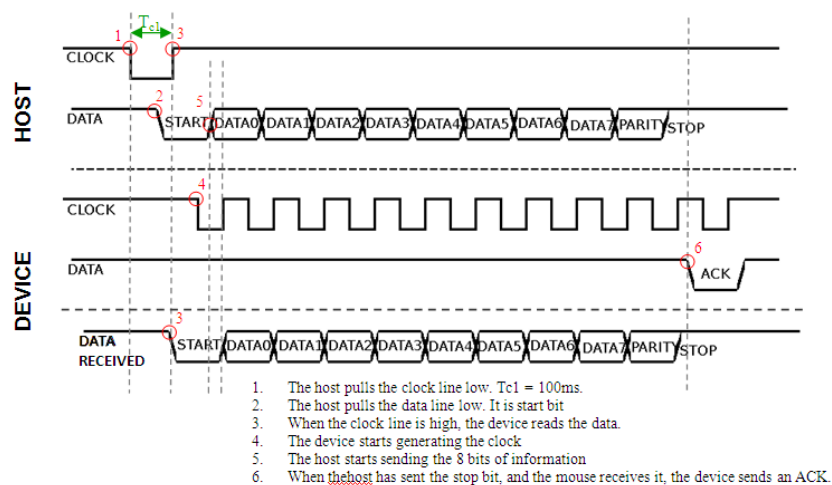 T_c1
1 3
CLOCK
2 5
HOST
DATA START DATA0 DATA1 DATA2 DATA3 DATA4 DATA5 DATA6 DATA7 PARITY STOP
4
CLOCK
6
DEVICE
DATA ACK
3
DATA RECEIVED START DATA0 DATA1 DATA2 DATA3 DATA4 DATA5 DATA6 DATA7 PARITY STOP
1. The host pulls the clock line low. Tc1 = 100ms.
2. The host pulls the data line low. It is start bit
3. When the clock line is high, the device reads the data.
4. The device starts generating the clock
5. The host starts sending the 8 bits of information
6. When thehost has sent the stop bit, and the mouse receives it, the device sends an ACK.